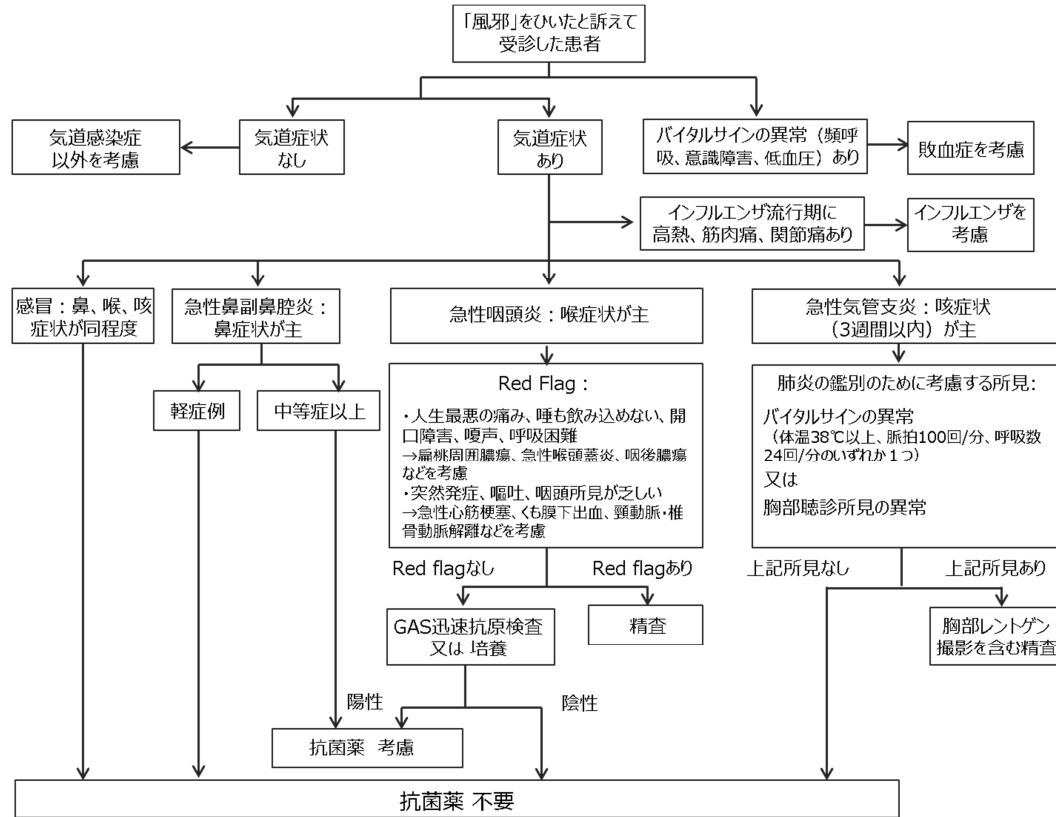 「風邪」をひいたと訴えて
受診した患者
気道感染症
以外を考慮
気道症状
なし
気道症状
あり
バイタルサインの異常（頻呼
吸、意識障害、低血圧）あり
敗血症を考慮
インフルエンザ流行期に
高熱、筋肉痛、関節痛あり
インフルエンザを
考慮
感冒：鼻、喉、咳
症状が同程度
急性鼻副鼻腔炎：
鼻症状が主
急性咽頭炎：喉症状が主
急性気管支炎：咳症状
（3週間以内）が主
軽症例
中等症以上
Red Flag：
・人生最悪の痛み、唾も飲み込めない、開
口障害、嗄声、呼吸困難
→扁桃周囲膿瘍、急性喉頭蓋炎、咽後膿瘍
などを考慮
・突然発症、嘔吐、咽頭所見が乏しい
→急性心筋梗塞、くも膜下出血、頸動脈・椎
骨動脈解離などを考慮
肺炎の鑑別のために考慮する所見:
バイタルサインの異常
（体温38℃以上、脈拍100回/分、呼吸数
24回/分のいずれか１つ）
又は
胸部聴診所見の異常
Red flagなし
Red flagあり
上記所見なし
上記所見あり
GAS迅速抗原検査
又は 培養
精査
胸部レントゲン
撮影を含む精査
陽性
陰性
抗菌薬 考慮
抗菌薬 不要